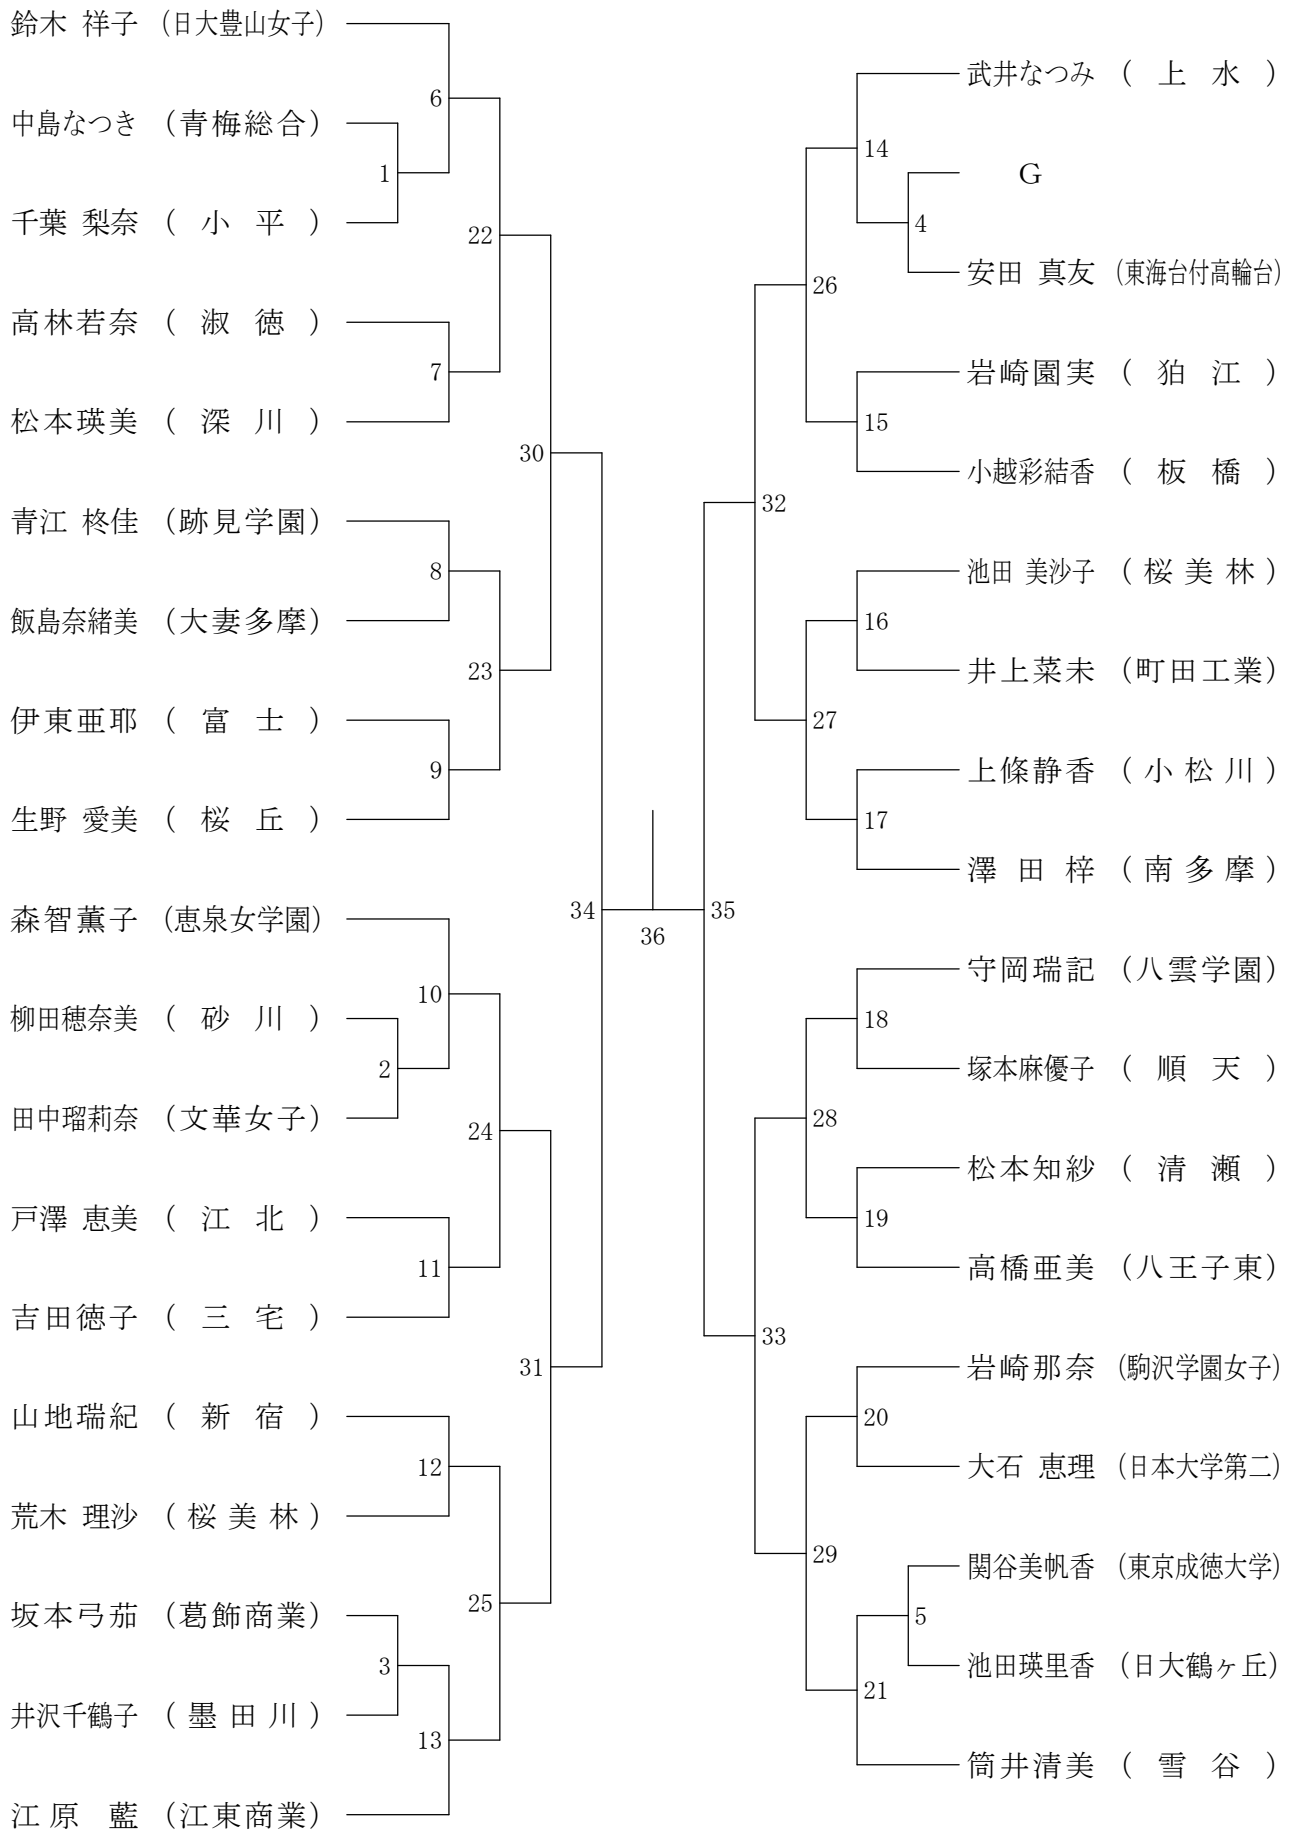 鈴木 祥子 (日大豊山女子)
中島なつき (青梅総合)
千葉 梨奈 ( 小 平 )
高林若奈 ( 淑 徳 )
松本瑛美 ( 深 川 )
青江 柊佳 (跡見学園)
飯島奈緒美 (大妻多摩)
伊東亜耶 ( 富 士 )
生野 愛美 ( 桜 丘 )
森智薫子 (恵泉女学園)
柳田穂奈美 ( 砂 川 )
田中瑠莉奈 (文華女子)
戸澤 恵美 ( 江 北 )
吉田徳子 ( 三 宅 )
山地瑞紀 ( 新 宿 )
荒木 理沙 ( 桜 美 林 )
坂本弓茄 (葛飾商業)
井沢千鶴子 ( 墨 田 川 )
江 原 藍 (江東商業)
6
1
22
7
30
8
23
9
34
10
2
24
11
31
12
25
3
13
36
武井なつみ ( 上 水 )
G
安田 真友 (東海台付高輪台)
岩崎園実 ( 狛 江 )
小越彩結香 ( 板 橋 )
池田 美沙子 ( 桜 美 林 )
井上菜未 (町田工業)
上條静香 ( 小 松 川 )
澤 田 梓 ( 南 多 摩 )
守岡瑞記 (八雲学園)
塚本麻優子 ( 順 天 )
松本知紗 ( 清 瀬 )
高橋亜美 (八王子東)
岩崎那奈 (駒沢学園女子)
大石 恵理 (日本大学第二)
関谷美帆香 (東京成徳大学)
池田瑛里香 (日大鶴ヶ丘)
筒井清美 ( 雪 谷 )
14
4
26
15
32
16
27
17
35
18
28
19
33
20
29
5
21